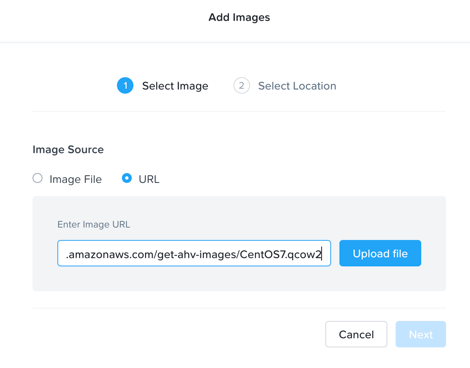 Add Images
1 Select Image 2 Select Location
Image Source
Image File URL
Enter Image URL
.amazonaws.com/get-ahv-images/CentOS7.qcow2 Upload file
Cancel Next